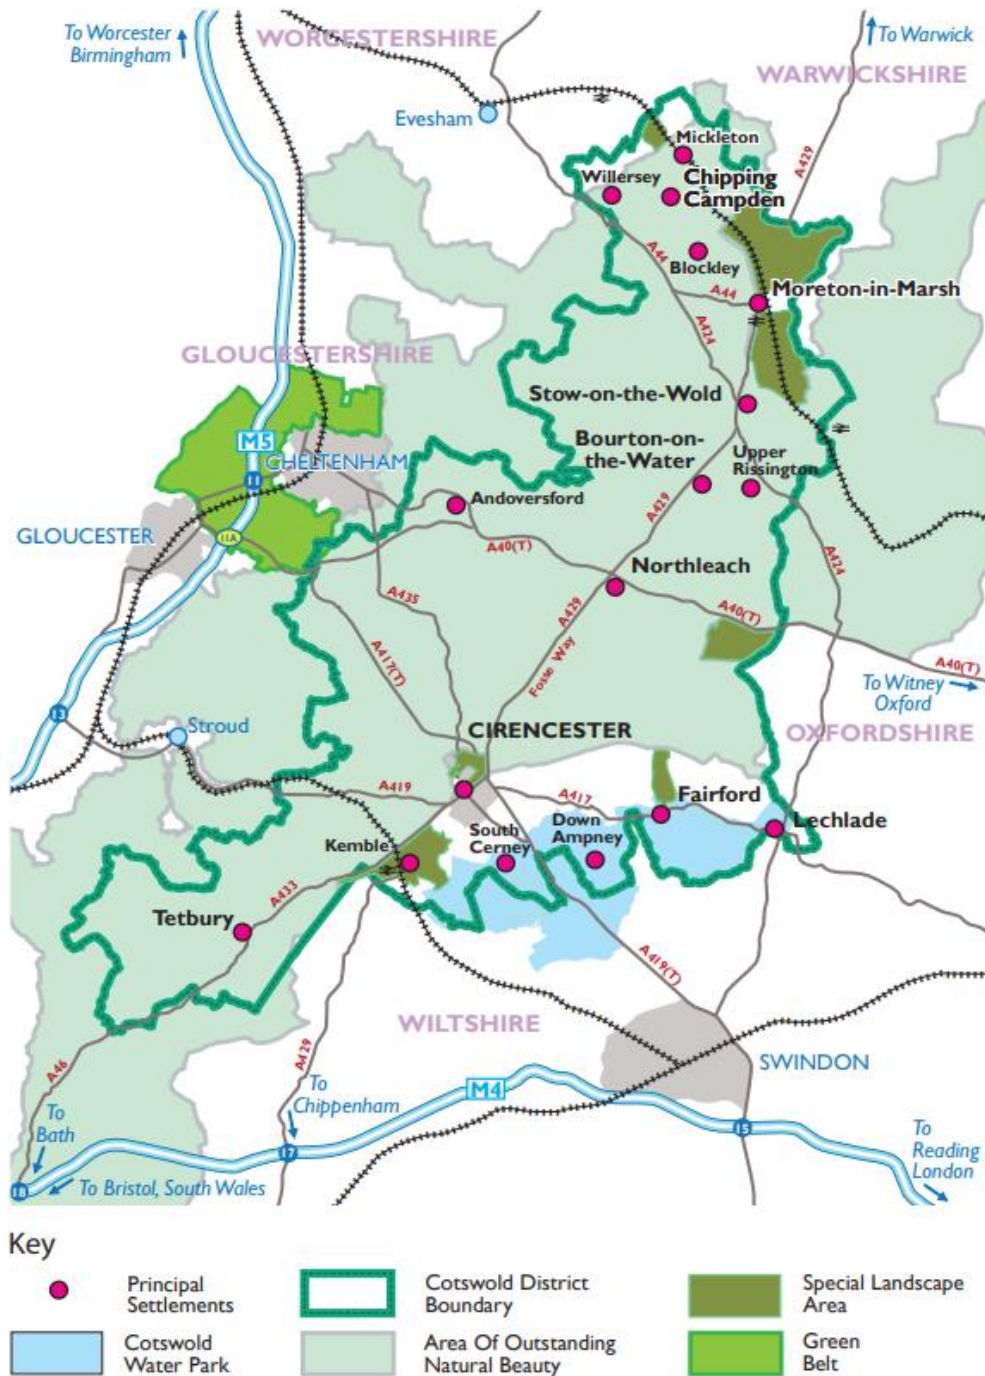 To Worcester
Birmingham
WORCESTERSHIRE
To Warwick
WARWICKSHIRE
Evesham
A429
Mickleton
Willersey
Chipping
Campden
A44
Blockley
A44
Moreton-in-Marsh
A424
GLOUCESTERSHIRE
Stow-on-the-Wold
M5
CHELTENHAM
11
Bourton-on-
the-Water
Upper
Rissington
Andoversford
A429
GLOUCESTER
11A
A40(T)
A424
Northleach
A435
A429
A40(T)
A417(T)
Fosse Way
A40(T)
To Witney
Oxford
13
Stroud
CIRENCESTER
OXFORDSHIRE
A419
A417
Fairford
Lechlade
Kemble
South
Cerney
Down
Ampney
A433
Tetbury
A419(T)
WILTSHIRE
A46
A429
SWINDON
M4
To
Chippenham
To
Bath
17
15
To
Reading
London
18
To Bristol, South Wales
Key
Principal
Settlements
Cotswold District
Boundary
Special Landscape
Area
Cotswold
Water Park
Area Of Outstanding
Natural Beauty
Green
Belt